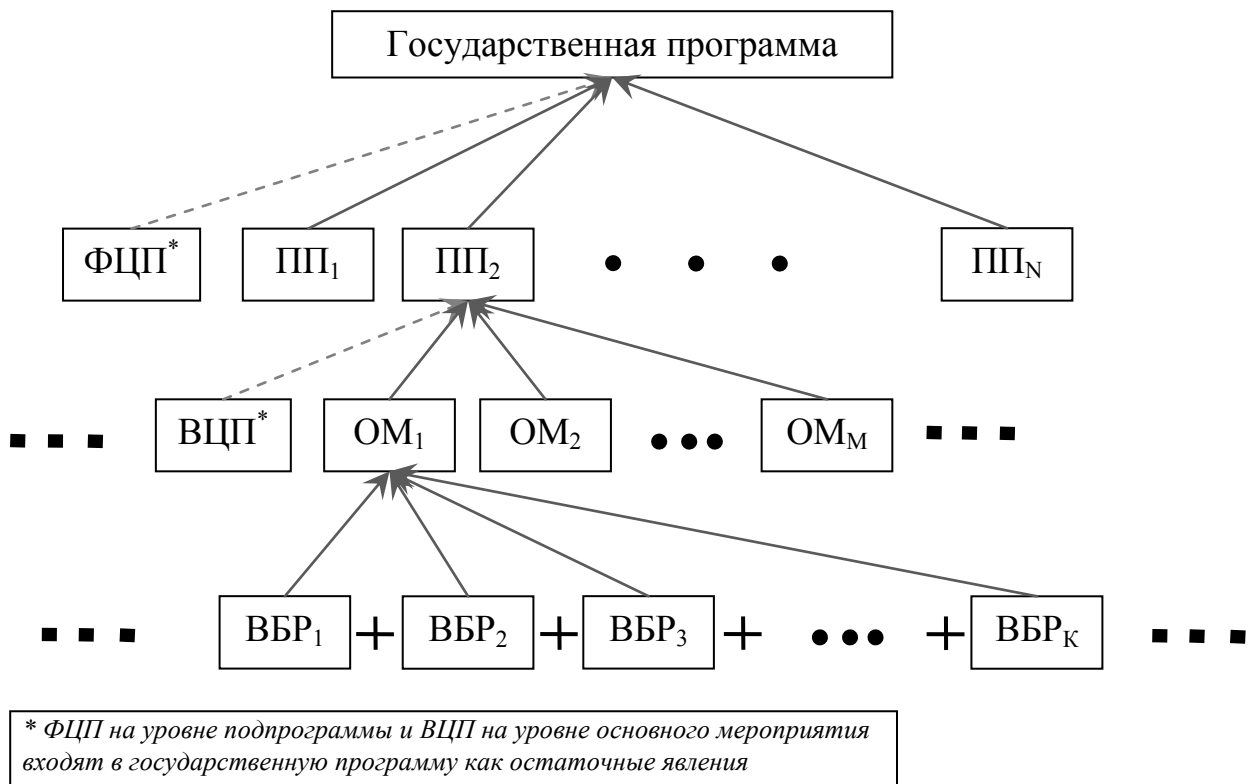 Государственная программа
ФЦП* ПП1 ПП2 • • • ППN
ВЦП* ОМ1 ОМ2 ••• ОММ
ВБР1 + ВБР2 + ВБР3 + ••• + ВБРК
* ФЦП на уровне подпрограммы и ВЦП на уровне основного мероприятия
входят в государственную программу как остаточные явления